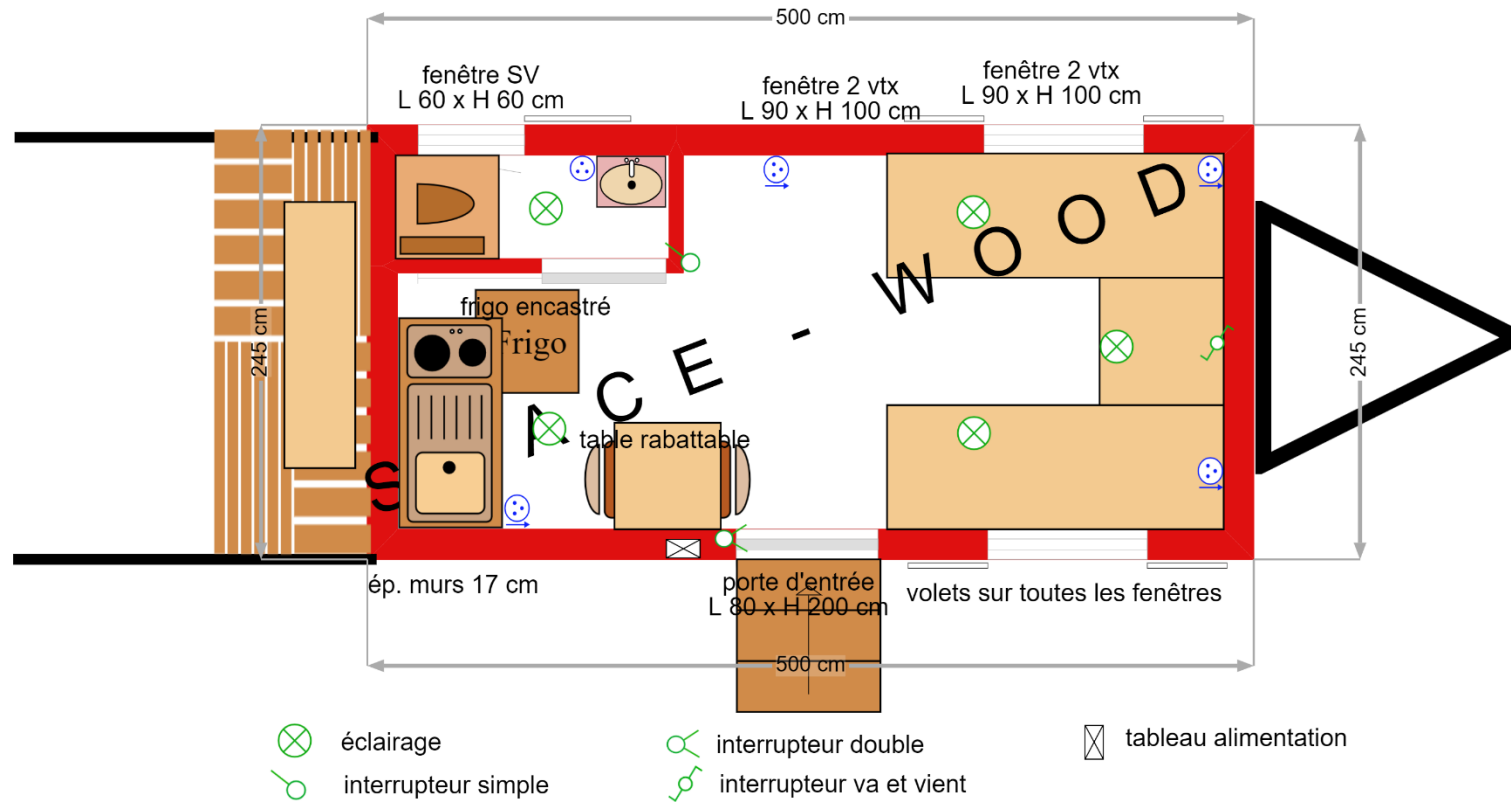 500 cm
fenêtre SV
L 60 x H 60 cm
fenêtre 2 vtx
L 90 x H 100 cm
fenêtre 2 vtx
L 90 x H 100 cm
245 cm
245 cm
frigo encastré
Frigo
S A C E - W O O D
table rabattable
ép. murs 17 cm
porte d'entrée
L 80 x H 200 cm
volets sur toutes les fenêtres
500 cm
éclairage
interrupteur double
tableau alimentation
interrupteur simple
interrupteur va et vient